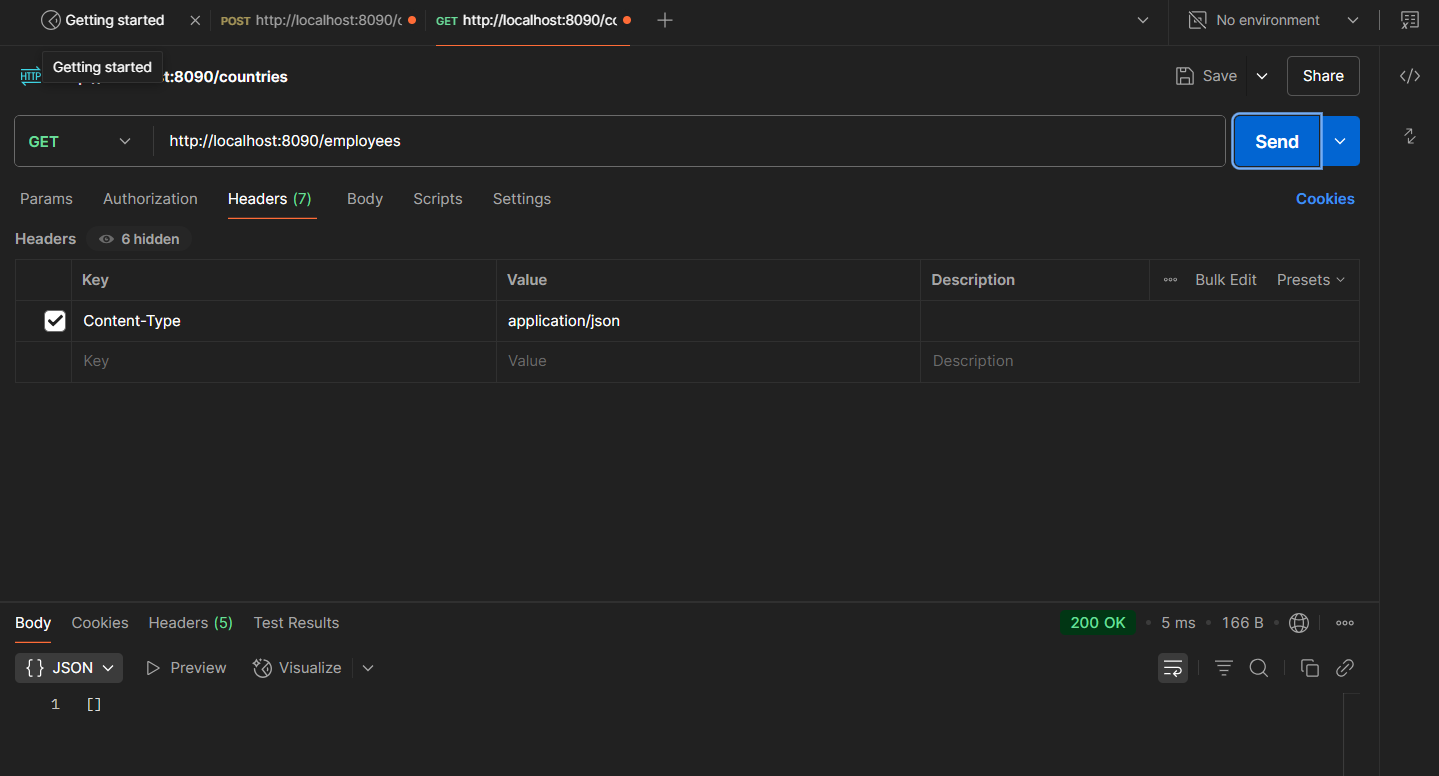 Getting started
POST http://localhost:8090/c
GET http://localhost:8090/cc
No environment
Getting started
HTTP
t:8090/countries
Save
Share
GET
http://localhost:8090/employees
Send
Params
Authorization
Headers (7)
Body
Scripts
Settings
Cookies
Headers
6 hidden
Key
Value
Description
Bulk Edit
Presets
Content-Type
application/json
Key
Value
Description
Body
Cookies
Headers (5)
Test Results
200 OK
5 ms
166 B
{} JSON
Preview
Visualize
1
[]